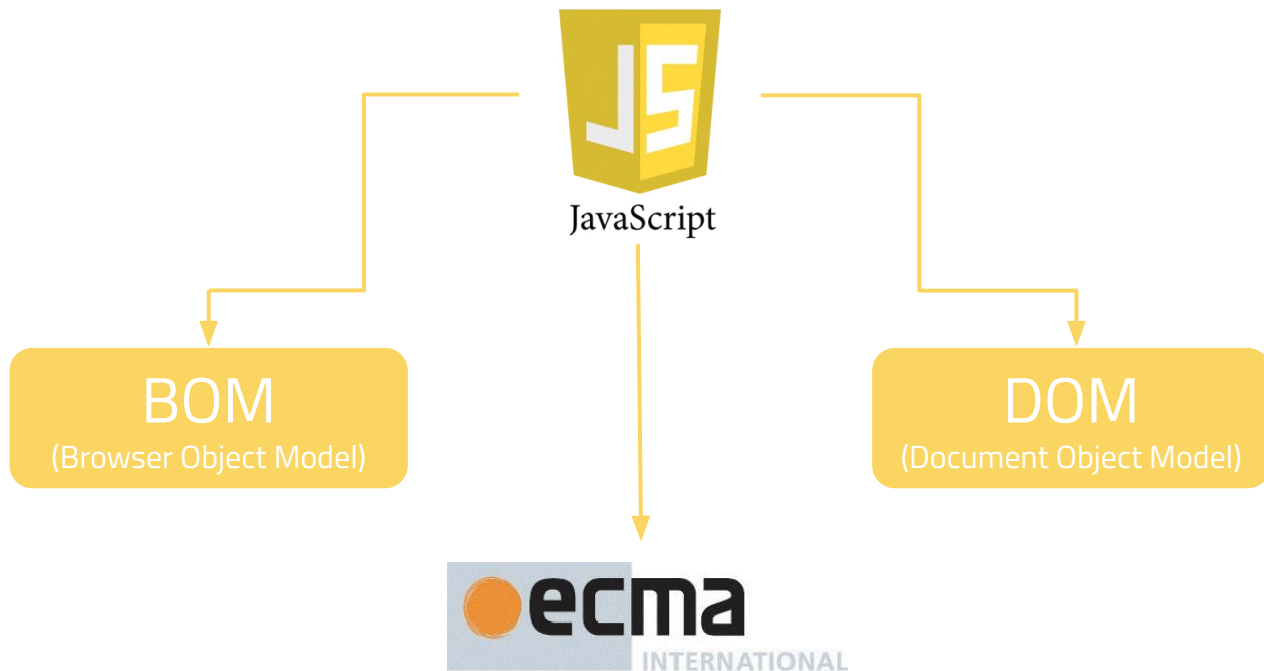 JS
JavaScript
BOM
(Browser Object Model)
DOM
(Document Object Model)
ecma
INTERNATIONAL